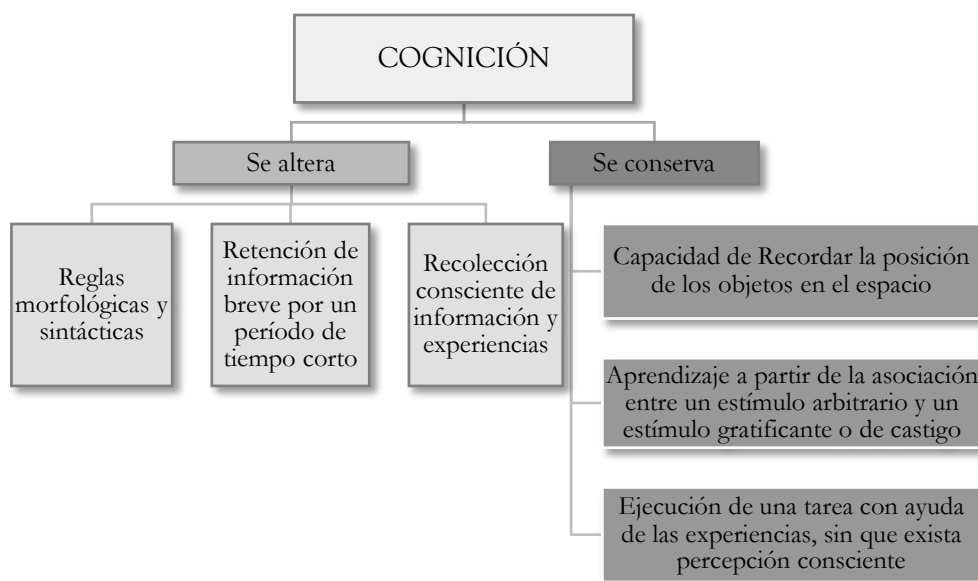 COGNICIÓN
Se altera
Se conserva
Reglas
morfológicas y
sintácticas
Retención de
información
breve por un
período de
tiempo corto
Recolección
consciente de
información y
experiencias
Capacidad de Recordar la posición
de los objetos en el espacio
Aprendizaje a partir de la asociación
entre un estímulo arbitrario y un
estímulo gratificante o de castigo
Ejecución de una tarea con ayuda
de las experiencias, sin que exista
percepción consciente